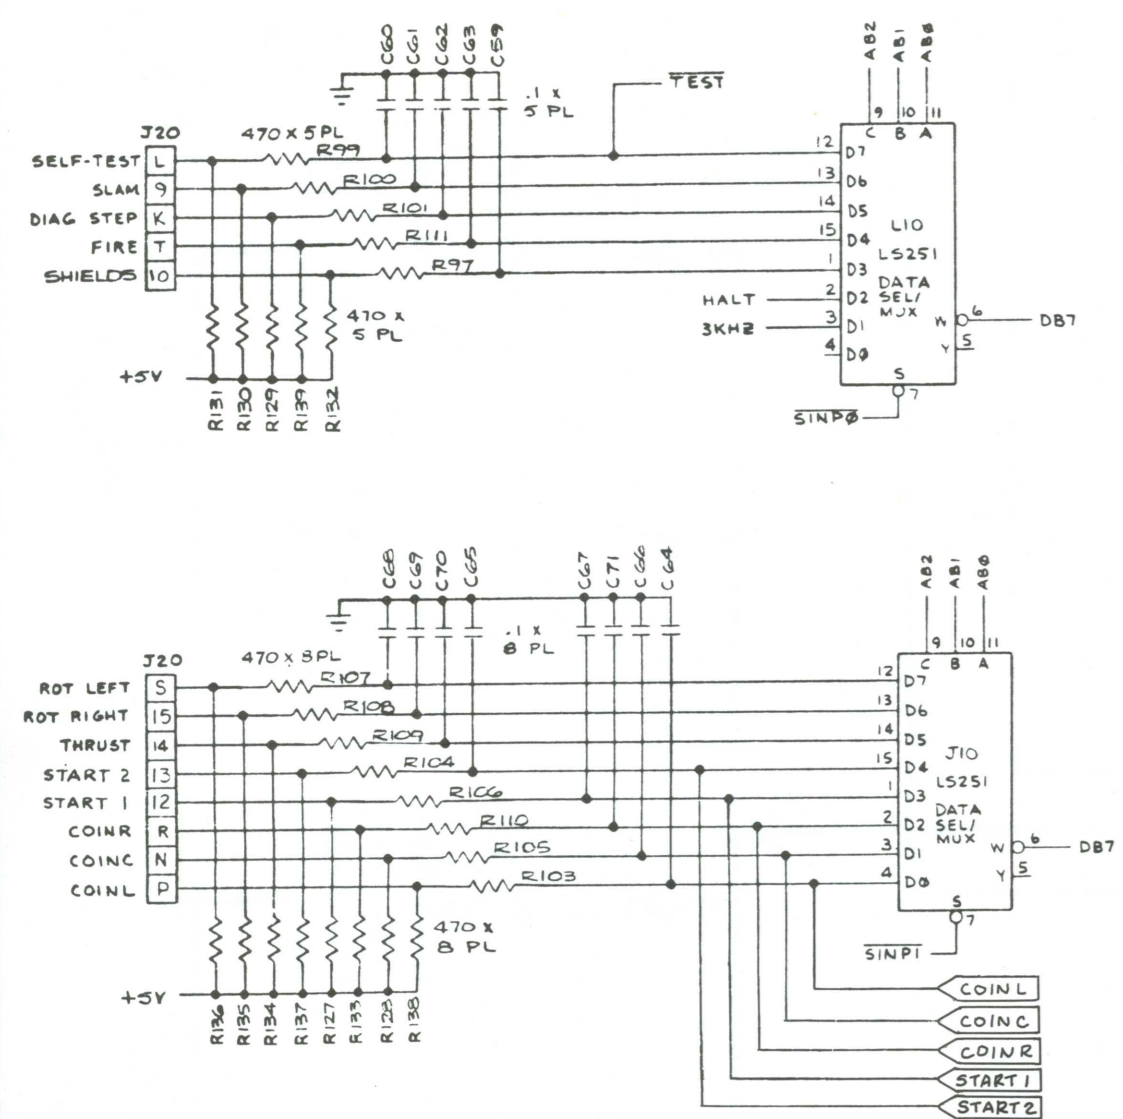 C60
C61
C62
C63
C59
AB2
AB1
ABØ
.1 x
5 PL
TEST
9 10 11
C B A
J20
470 x 5PL
SELF-TEST L R99 12 D7
SLAM 9 R100 13 D6
DIAG STEP K R101 14 D5
FIRE T R111 15 D4
SHIELDS 10 R97 1 D3
L10
LS251
DATA
SEL/
MUX
HALT 2 D2
3KHZ 3 D1
4 DØ
W 6 DB7
Y 5
S
7
SINPØ
470 x
5 PL
+5V
R131
R130
R129
R139
R132
C68
C69
C70
C65
C67
C71
C66
C64
AB2
AB1
ABØ
.1 x
8 PL
9 10 11
C B A
J20
470 x 8PL
ROT LEFT S R107 12 D7
ROT RIGHT 15 R108 13 D6
THRUST 14 R109 14 D5
START 2 13 R104 15 D4
START 1 12 R106 1 D3
COINR R R110 2 D2
COINC N R105 3 D1
COINL P R103 4 DØ
J10
LS251
DATA
SEL/
MUX
W 6 DB7
Y 5
S
7
SINP1
470 x
8 PL
+5V
R136
R135
R134
R137
R127
R133
R128
R138
COINL
COINC
COINR
START 1
START 2